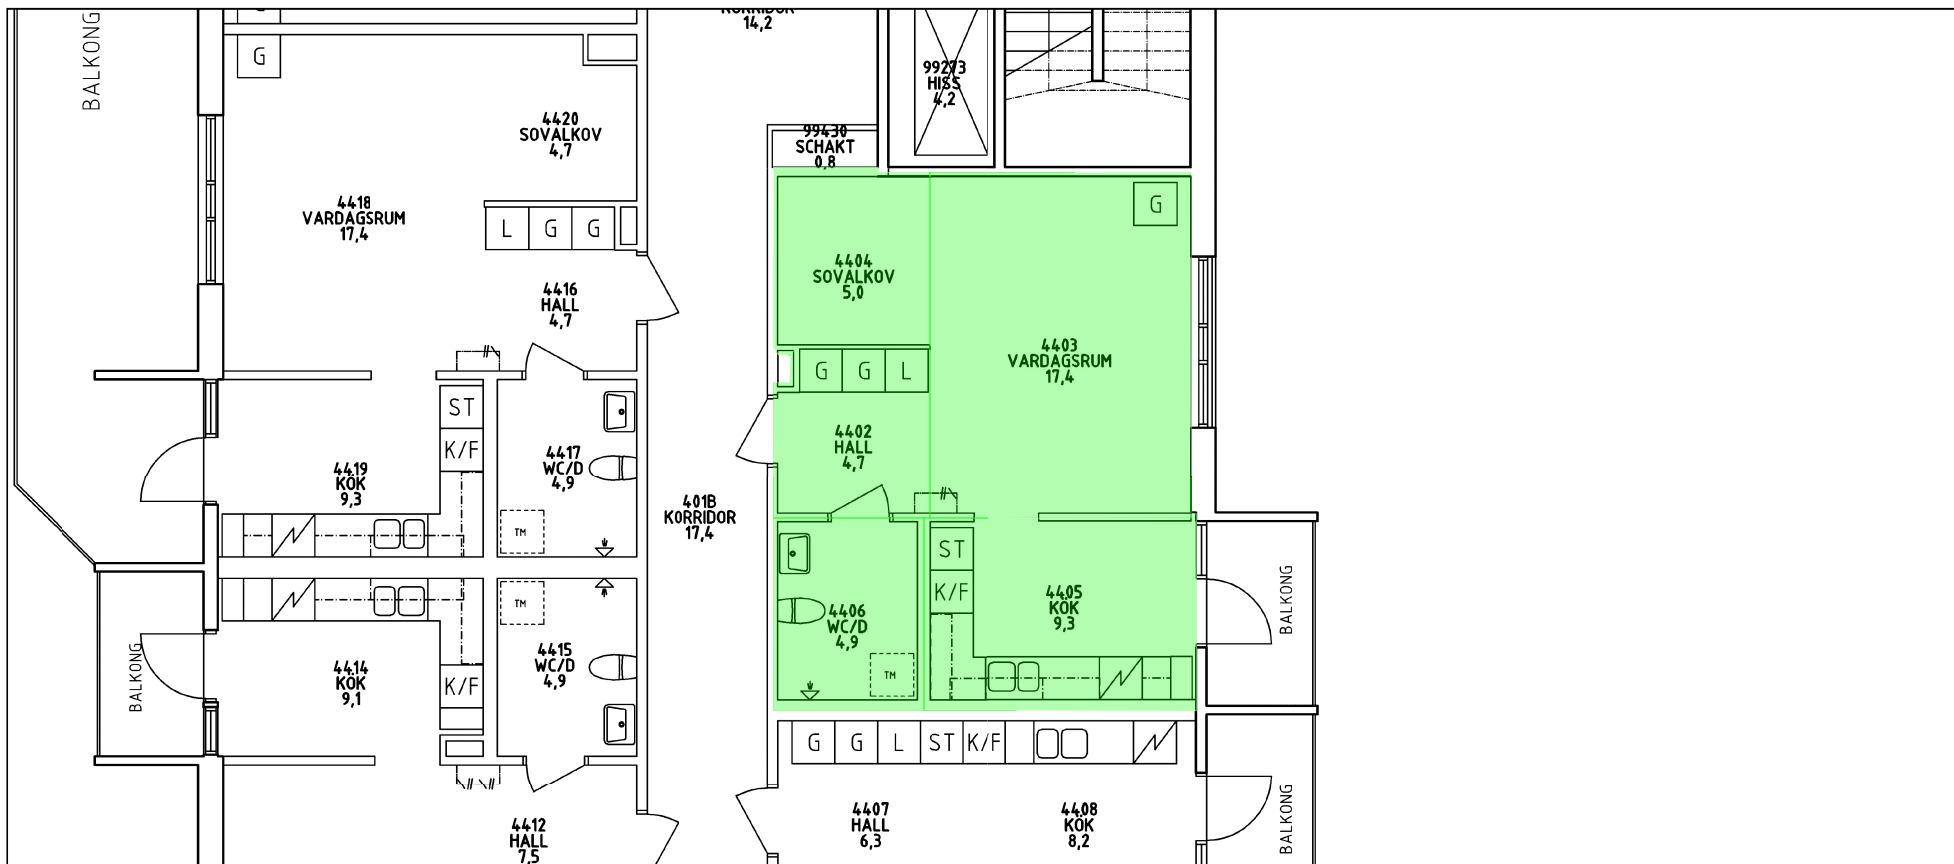 BALKONG
G
KORRIDOR
14,2
99273
HISS
4,2
4420
SOVALKOV
4,7
99430
SCHAKT
0,8
4418
VARDAGSRUM
17,4
L G G
G
4404
SOVALKOV
5,0
4416
HALL
4,7
4403
VARDAGSRUM
17,4
G G L
ST
K/F
4417
WC/D
4,9
4402
HALL
4,7
4419
KÖK
9,3
401B
KORRIDOR
17,4
TM
ST
K/F
4406
WC/D
4,9
4405
KÖK
9,3
BALKONG
TM
4415
WC/D
4,9
BALKONG
4414
KÖK
9,1
K/F
TM
G G L ST K/F
4412
HALL
7,5
4407
HALL
6,3
4408
KÖK
8,2
BALKONG